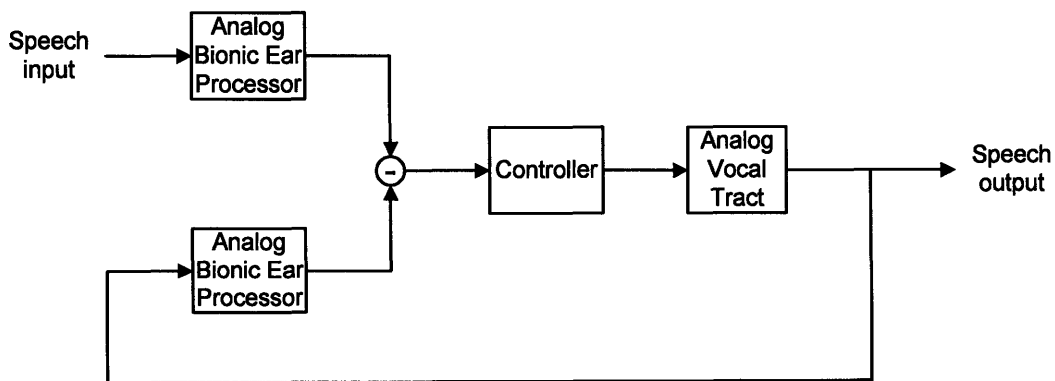 Speech
input
Analog
Bionic Ear
Processor
-
Controller
Analog
Vocal
Tract
Speech
output
Analog
Bionic Ear
Processor